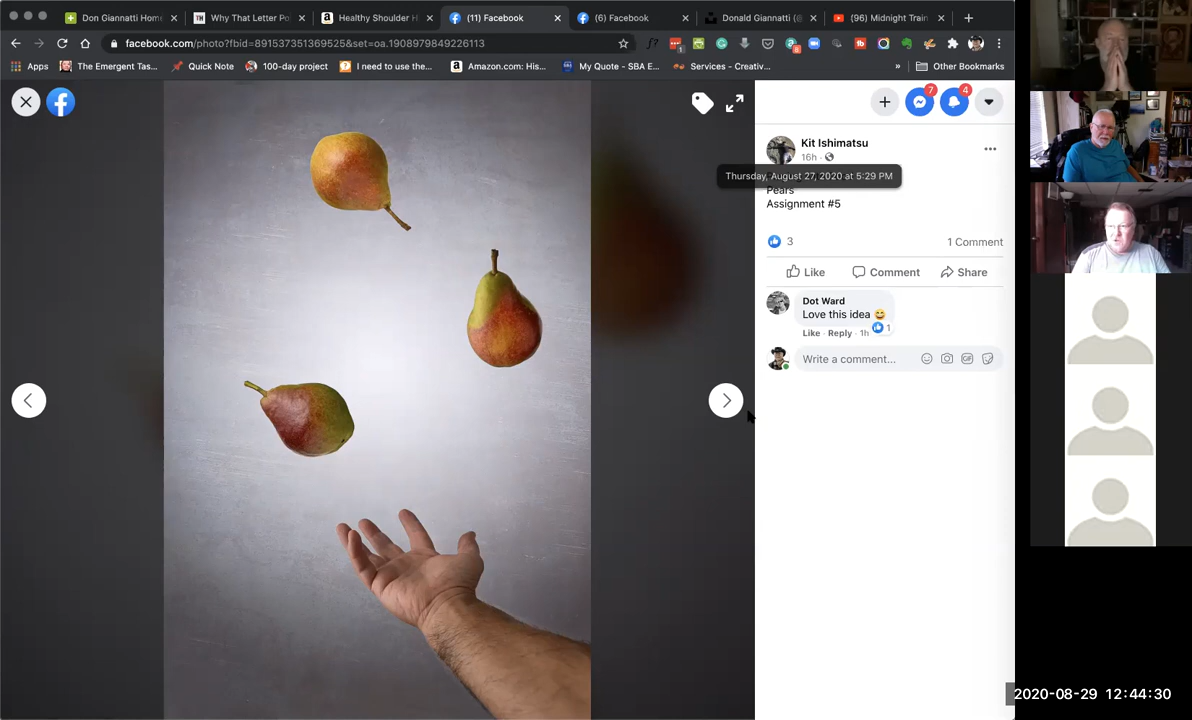 Don Giannatti Hom
Why That Letter Po
Healthy Shoulder H
(11) Facebook
(6) Facebook
Donald Giannatti (@
(96) Midnight Train
facebook.com/photo?fbid=891537351369525&set=oa.1908979849226113
Apps
The Emergent Tas...
Quick Note
100-day project
I need to use the...
Amazon.com: His...
My Quote - SBA E...
Services - Creativ...
»
Other Bookmarks
7
4
Kit Ishimatsu
16h ·
Thursday, August 27, 2020 at 5:29 PM
Pears
Assignment #5
3
1 Comment
Like
Comment
Share
Dot Ward
Love this idea 😄
Like · Reply · 1h
1
Write a comment...
GIF
2020-08-29 12:44:30